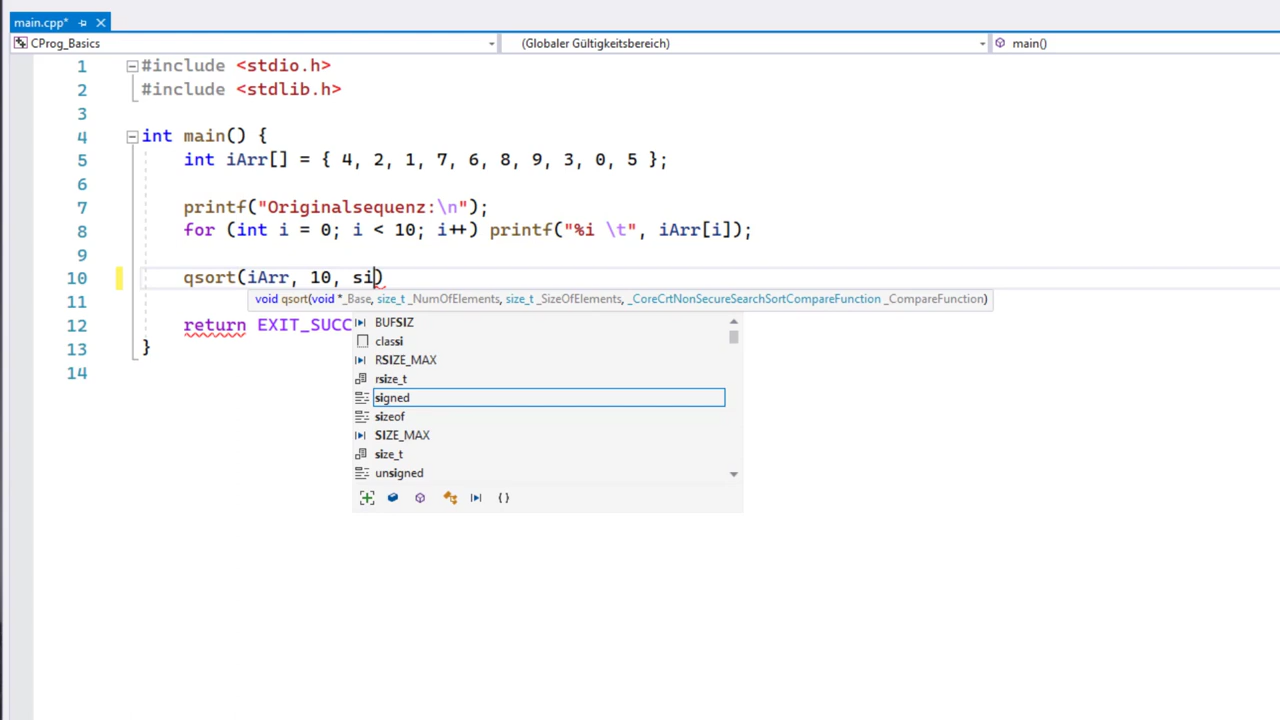 main.cpp*
CProg_Basics (Globaler Gültigkeitsbereich) main()
1 #include <stdio.h>
2 #include <stdlib.h>
3
4 int main() {
5 int iArr[] = { 4, 2, 1, 7, 6, 8, 9, 3, 0, 5 };
6
7 printf("Originalsequenz:\n");
8 for (int i = 0; i < 10; i++) printf("%i \t", iArr[i]);
9
10 qsort(iArr, 10, si)
void qsort(void *_Base, size_t _NumOfElements, size_t _SizeOfElements, _CoreCrtNonSecureSearchSortCompareFunction _CompareFunction)
11
12 return EXIT_SUCC
13 }
14
BUFSIZ
classi
RSIZE_MAX
rsize_t
signed
sizeof
SIZE_MAX
size_t
unsigned